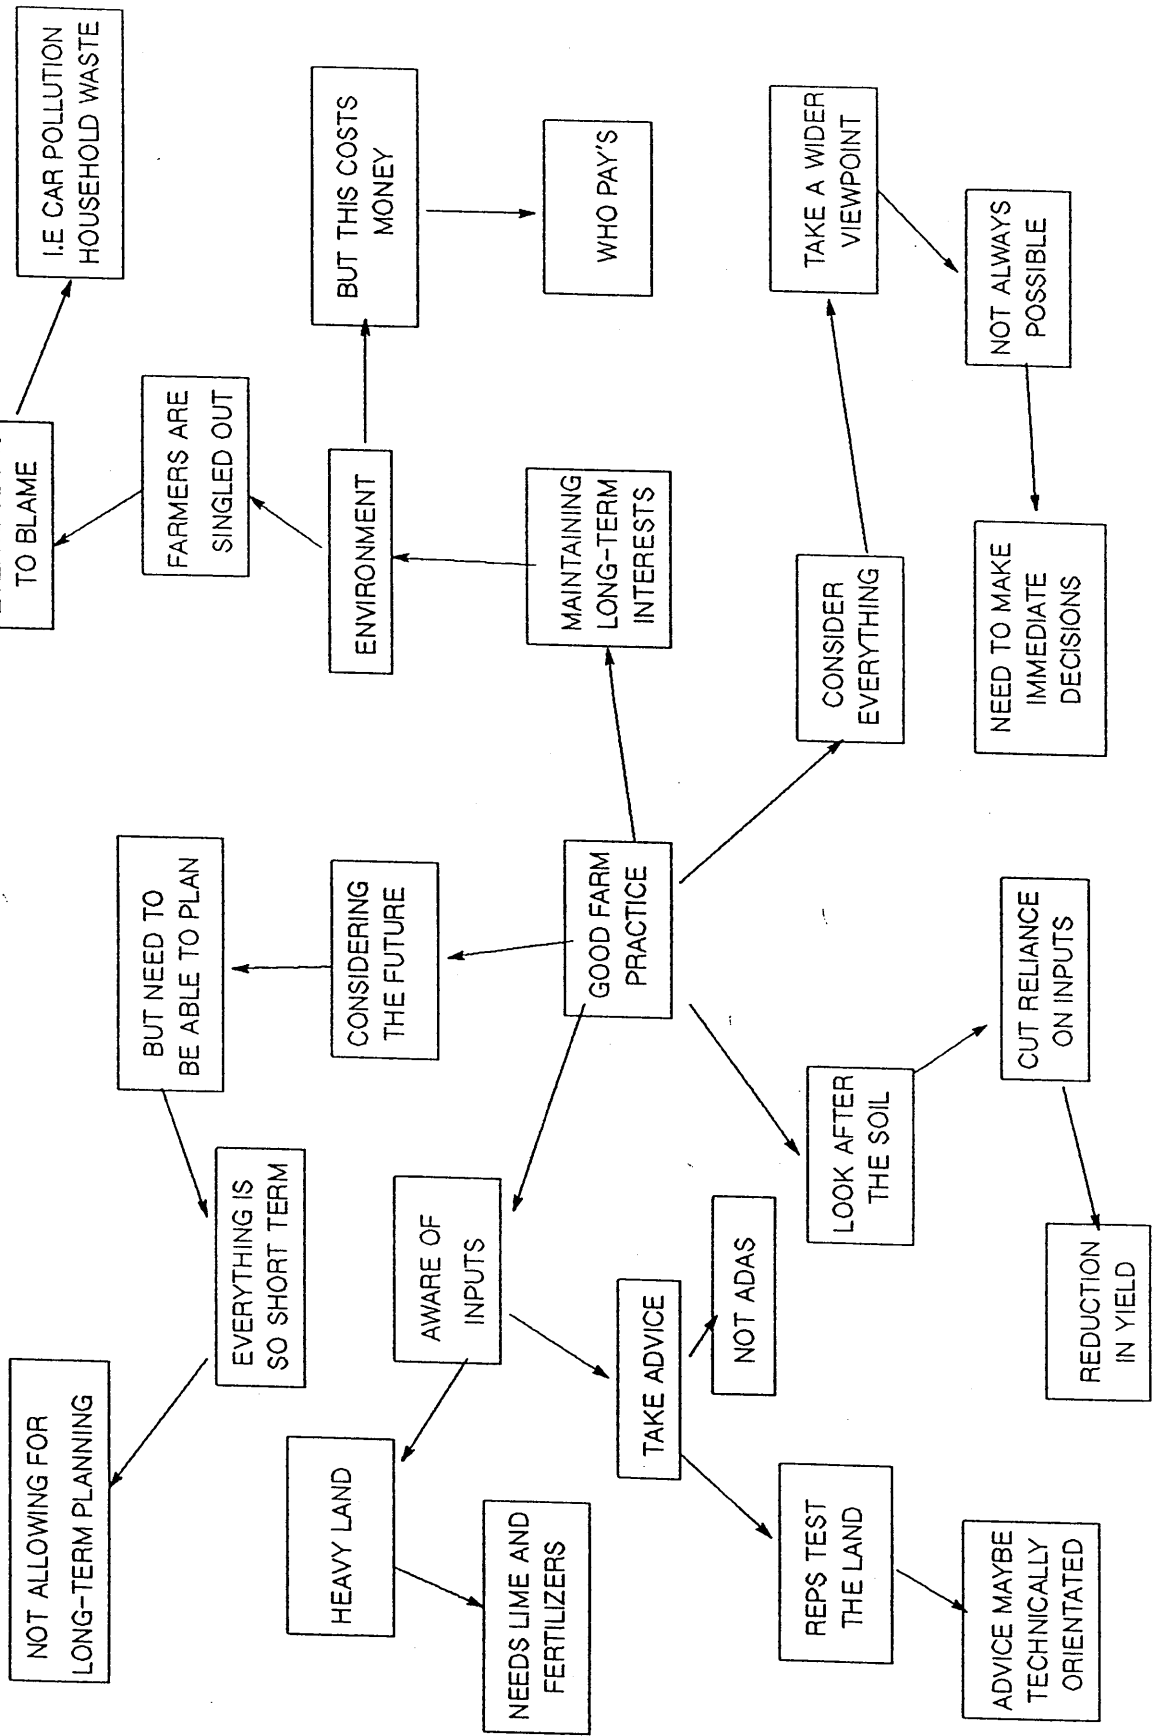 NOT ALLOWING FOR
LONG-TERM PLANNING
TO BLAME
I.E CAR POLLUTION
HOUSEHOLD WASTE
BUT NEED TO
BE ABLE TO PLAN
FARMERS ARE
SINGLED OUT
EVERYTHING IS
SO SHORT TERM
HEAVY LAND
CONSIDERING
THE FUTURE
ENVIRONMENT
BUT THIS COSTS
MONEY
AWARE OF
INPUTS
NEEDS LIME AND
FERTILIZERS
MAINTAINING
LONG-TERM
INTERESTS
WHO PAY'S
GOOD FARM
PRACTICE
TAKE ADVICE
NOT ADAS
REPS TEST
THE LAND
LOOK AFTER
THE SOIL
CONSIDER
EVERYTHING
TAKE A WIDER
VIEWPOINT
ADVICE MAYBE
TECHNICALLY
ORIENTATED
REDUCTION
IN YIELD
CUT RELIANCE
ON INPUTS
NEED TO MAKE
IMMEDIATE
DECISIONS
NOT ALWAYS
POSSIBLE